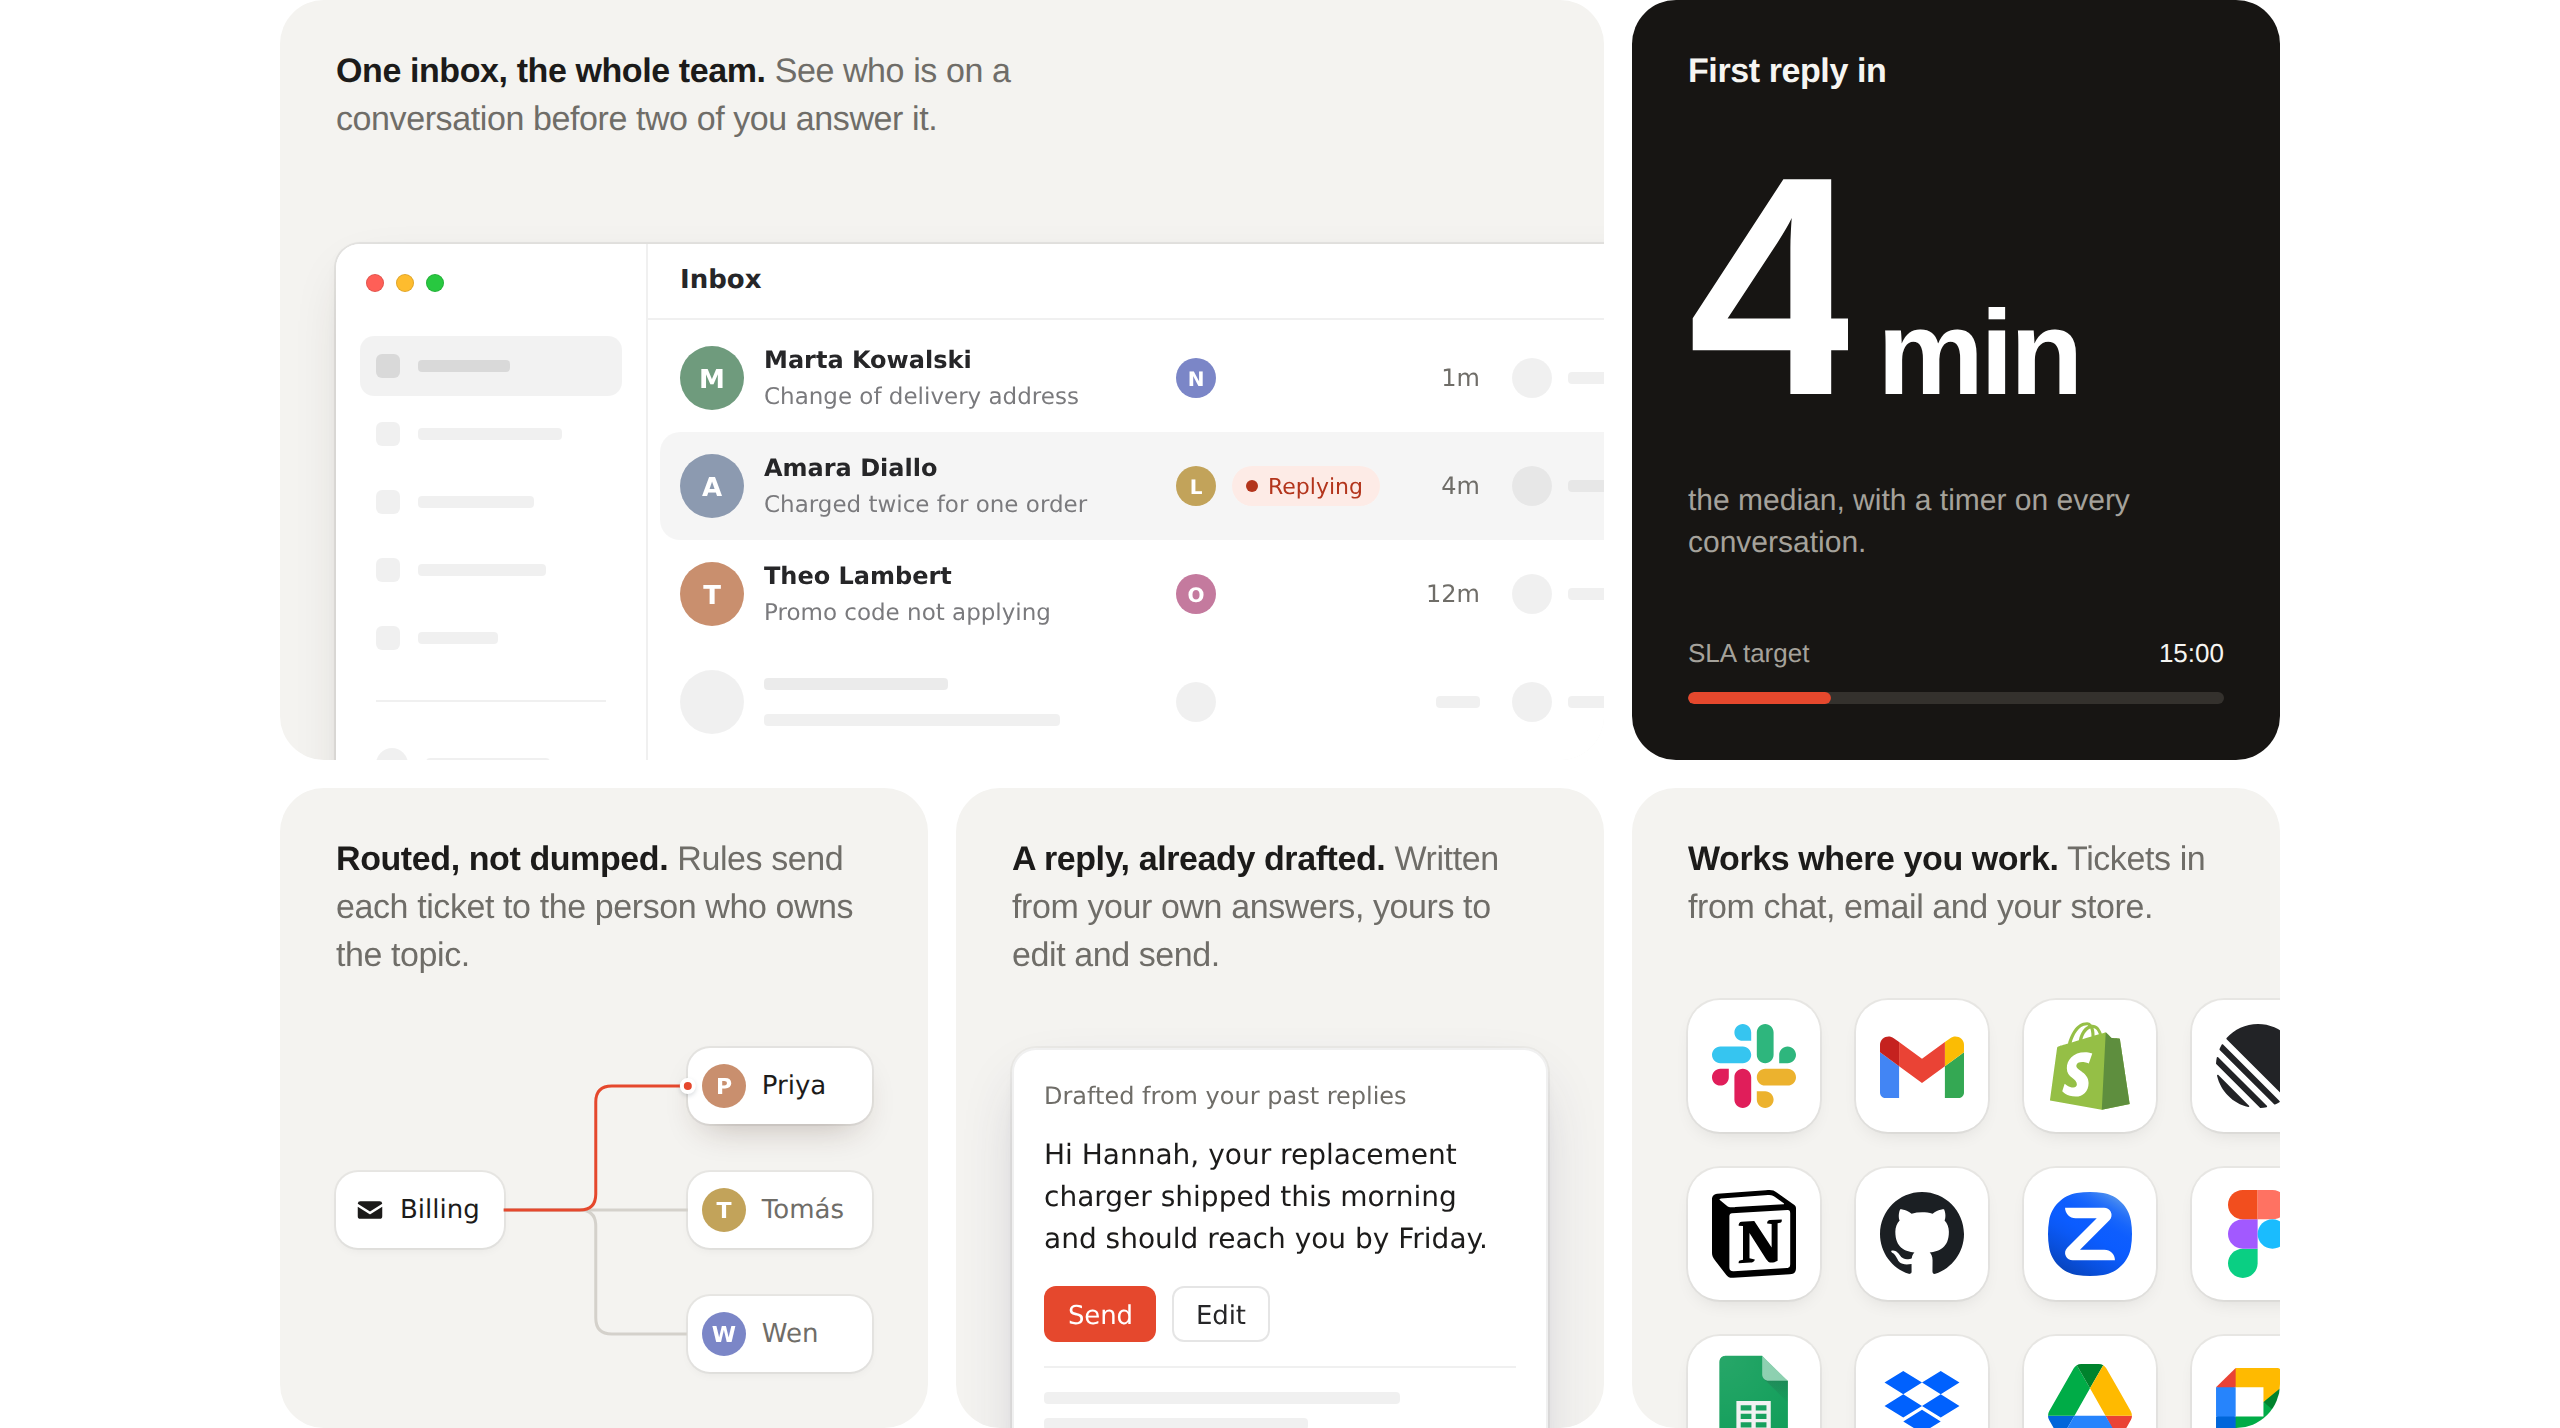 One inbox, the whole team. See who is on a
conversation before two of you answer it.
Inbox
M
Marta Kowalski
Change of delivery address
N
1m
A
Amara Diallo
Charged twice for one order
L
Replying
4m
T
Theo Lambert
Promo code not applying
O
12m
First reply in
4 min
the median, with a timer on every
conversation.
SLA target
15:00
Routed, not dumped. Rules send
each ticket to the person who owns
the topic.
Billing
P
Priya
T
Tomás
W
Wen
A reply, already drafted. Written
from your own answers, yours to
edit and send.
Drafted from your past replies
Hi Hannah, your replacement
charger shipped this morning
and should reach you by Friday.
Send
Edit
Works where you work. Tickets in
from chat, email and your store.